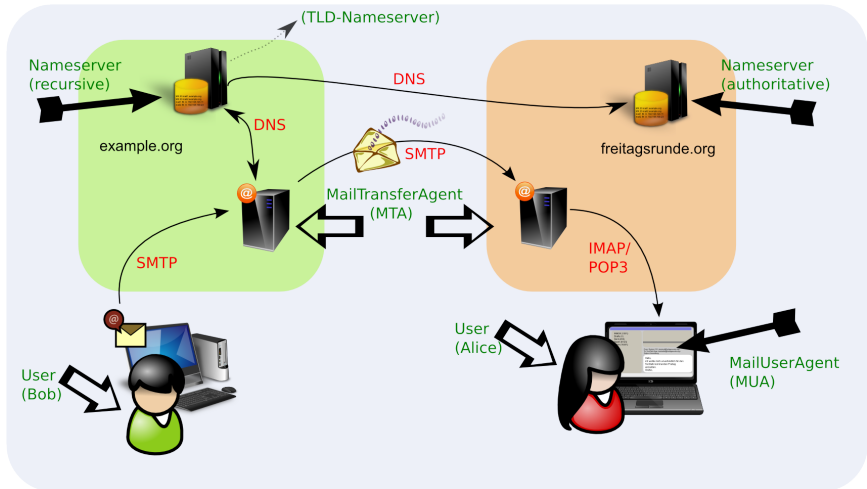 (TLD-Nameserver)
Nameserver
(recursive)
Nameserver
(authoritative)
DNS
DNS
example.org
freitagsrunde.org
SMTP
@
@
MailTransferAgent
(MTA)
SMTP
IMAP/
POP3
@
User
(Alice)
User
(Bob)
MailUserAgent
(MUA)